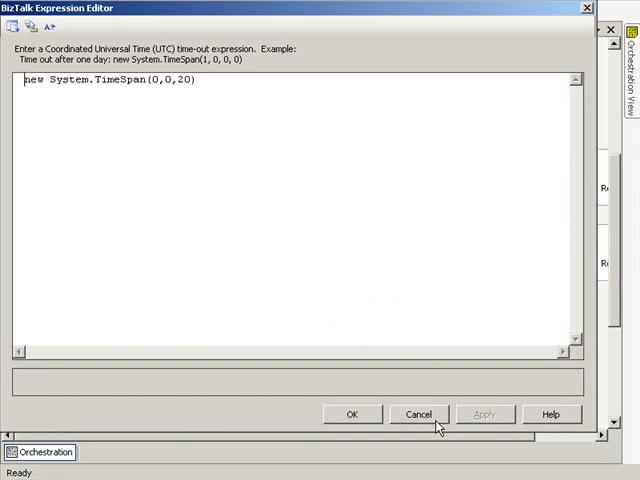 BizTalk Expression Editor
Enter a Coordinated Universal Time (UTC) time-out expression. Example:
Time out after one day: new System.TimeSpan(1, 0, 0, 0)
new System.TimeSpan(0,0,20)
OK
Cancel
Apply
Help
Orchestration View
Re
Re
Orchestration
Ready